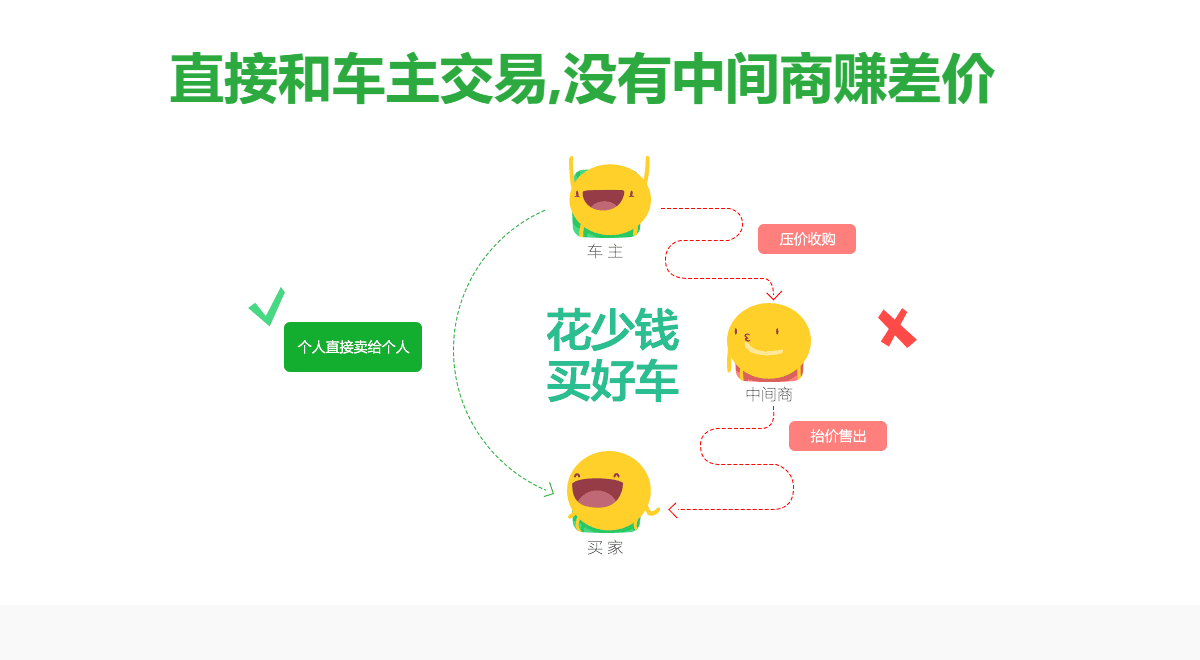 直接和车主交易,没有中间商赚差价
车 主
压价收购
个人直接卖给个人
花少钱
买好车
中间商
抬价售出
买 家